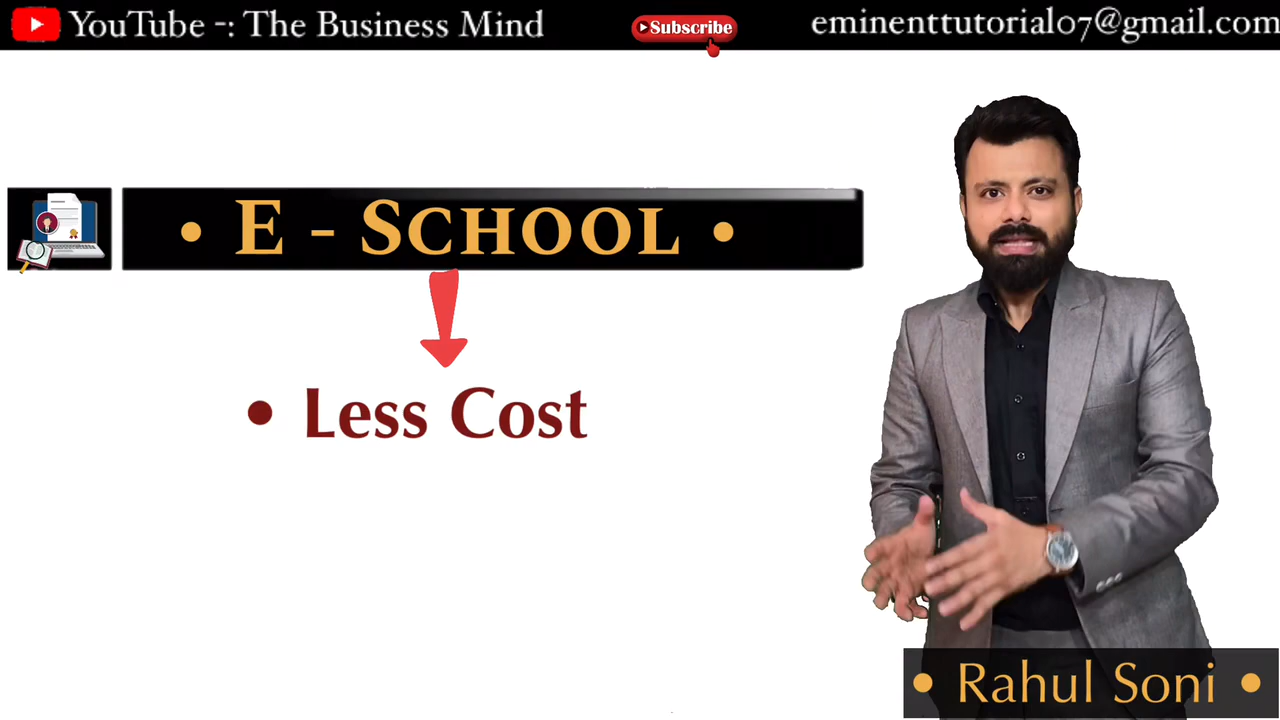 YouTube -: The Business Mind
Subscribe
eminenttutorial07@gmail.com
• E - SCHOOL •
• Less Cost
• Rahul Soni •